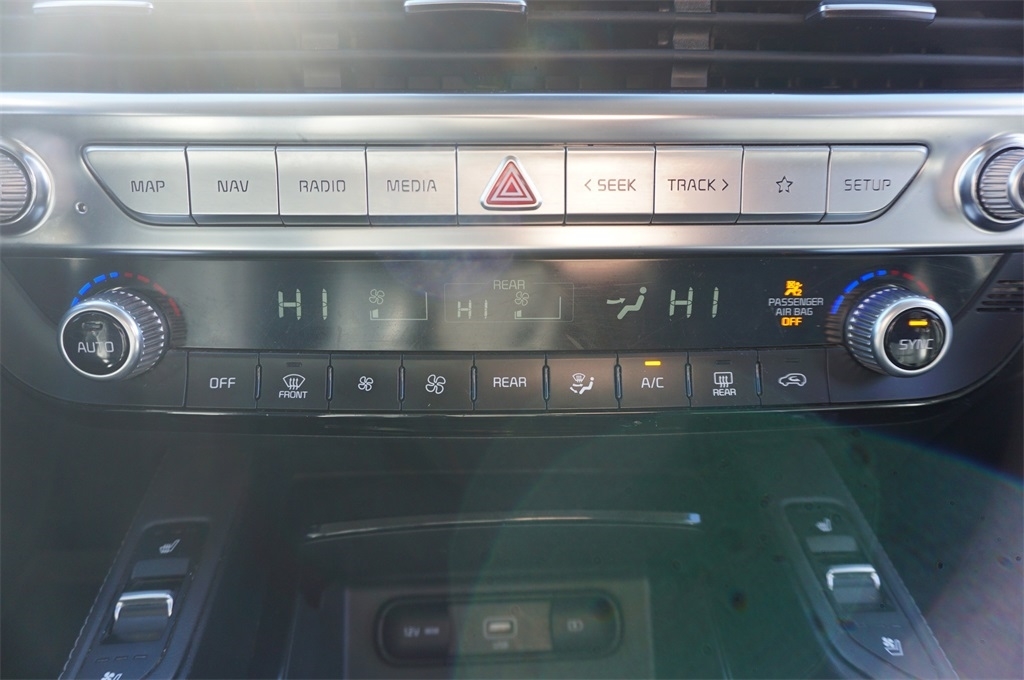 MAP NAV RADIO MEDIA < SEEK TRACK > SETUP
REAR
HI HI HI
PASSENGER
AIR BAG
OFF
AUTO SYNC
OFF FRONT REAR A/C REAR
12V